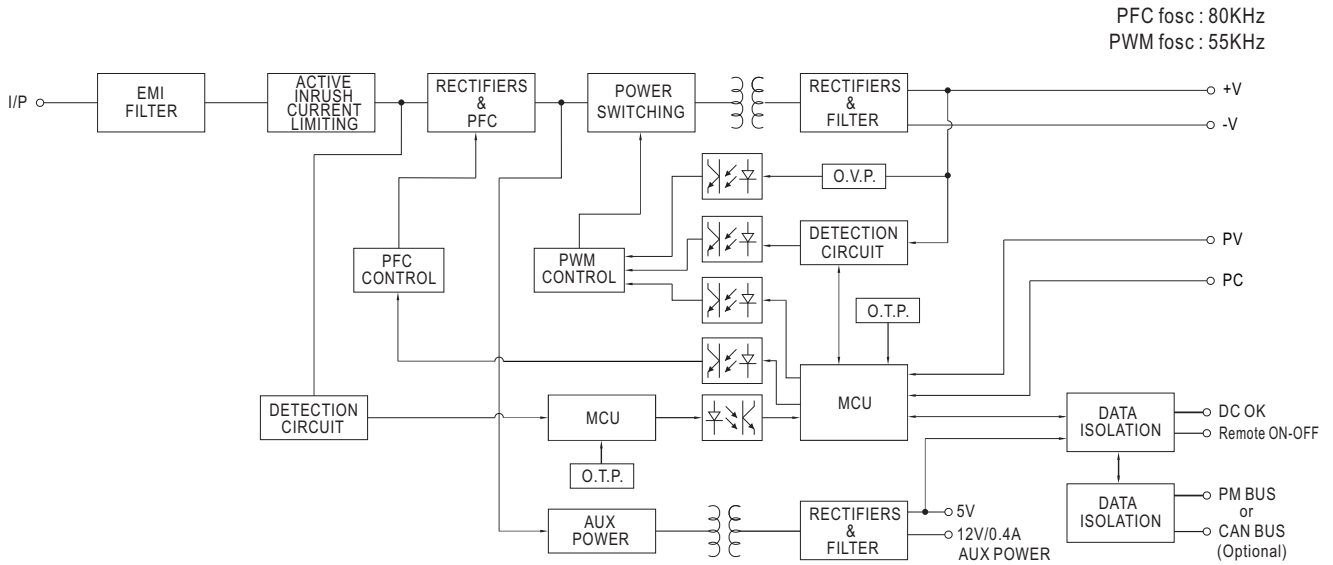 PFC fosc : 80KHz
PWM fosc : 55KHz
I/P
EMI
FILTER
ACTIVE
INRUSH
CURRENT
LIMITING
RECTIFIERS
&
PFC
POWER
SWITCHING
RECTIFIERS
&
FILTER
+V
-V
O.V.P.
DETECTION
CIRCUIT
PFC
CONTROL
PWM
CONTROL
PV
PC
O.T.P.
MCU
DETECTION
CIRCUIT
MCU
O.T.P.
DATA
ISOLATION
DC OK
Remote ON-OFF
DATA
ISOLATION
PM BUS
or
CAN BUS
(Optional)
AUX
POWER
RECTIFIERS
&
FILTER
5V
12V/0.4A
AUX POWER